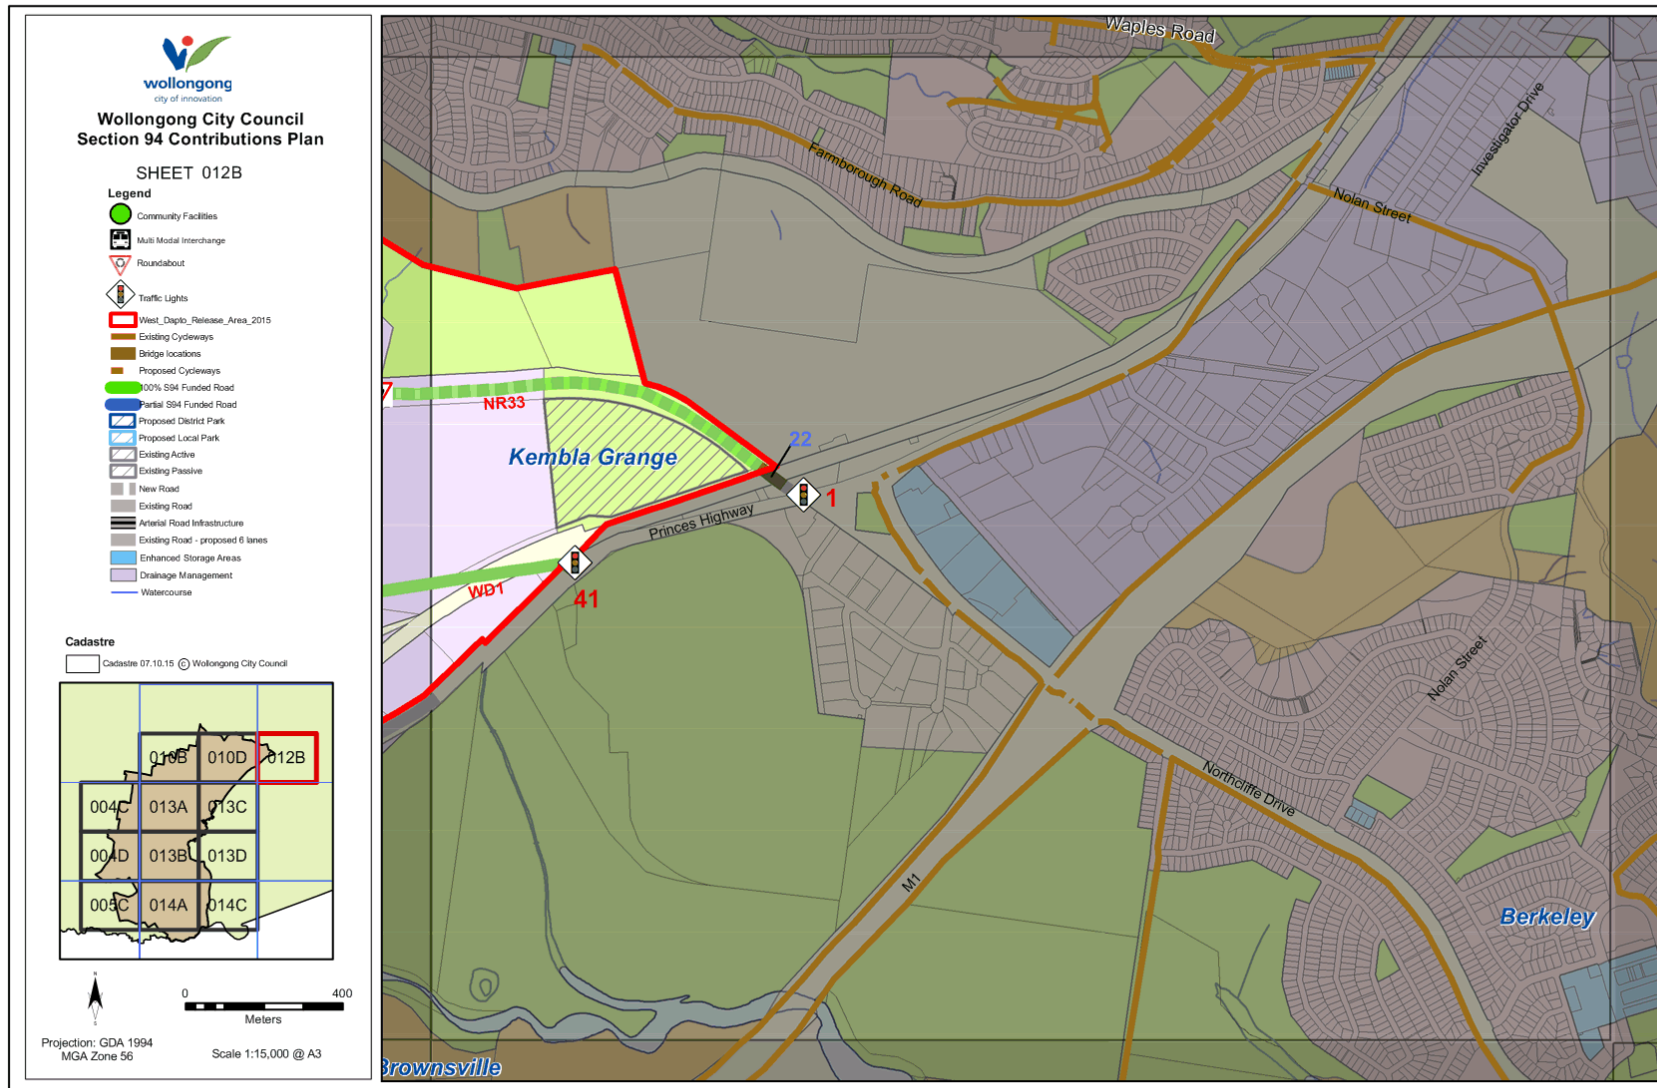 wollongong
city of innovation
Wollongong City Council
Section 94 Contributions Plan
SHEET 012B
Legend
Community Facilities
Multi Modal Interchange
Roundabout
Traffic Lights
West_Dapto_Release_Area_2015
Existing Cycleways
Bridge locations
Proposed Cycleways
100% S94 Funded Road
Partial S94 Funded Road
Proposed District Park
Proposed Local Park
Existing Active
Existing Passive
New Road
Existing Road
Arterial Road Infrastructure
Existing Road - proposed 6 lanes
Enhanced Storage Areas
Drainage Management
Watercourse
Cadastre
Cadastre 07.10.15 © Wollongong City Council
010B 010D 012B
004C 013A 013C
004D 013B 013D
005C 014A 014C
N
S
0 400
Meters
Projection: GDA 1994
MGA Zone 56
Scale 1:15,000 @ A3
Waples Road
Investigator Drive
Farmborough Road
Nolan Street
NR33
22
Kembla Grange
1
Princes Highway
WD1
41
Nolan Street
Northcliffe Drive
M1
Berkeley
Brownsville